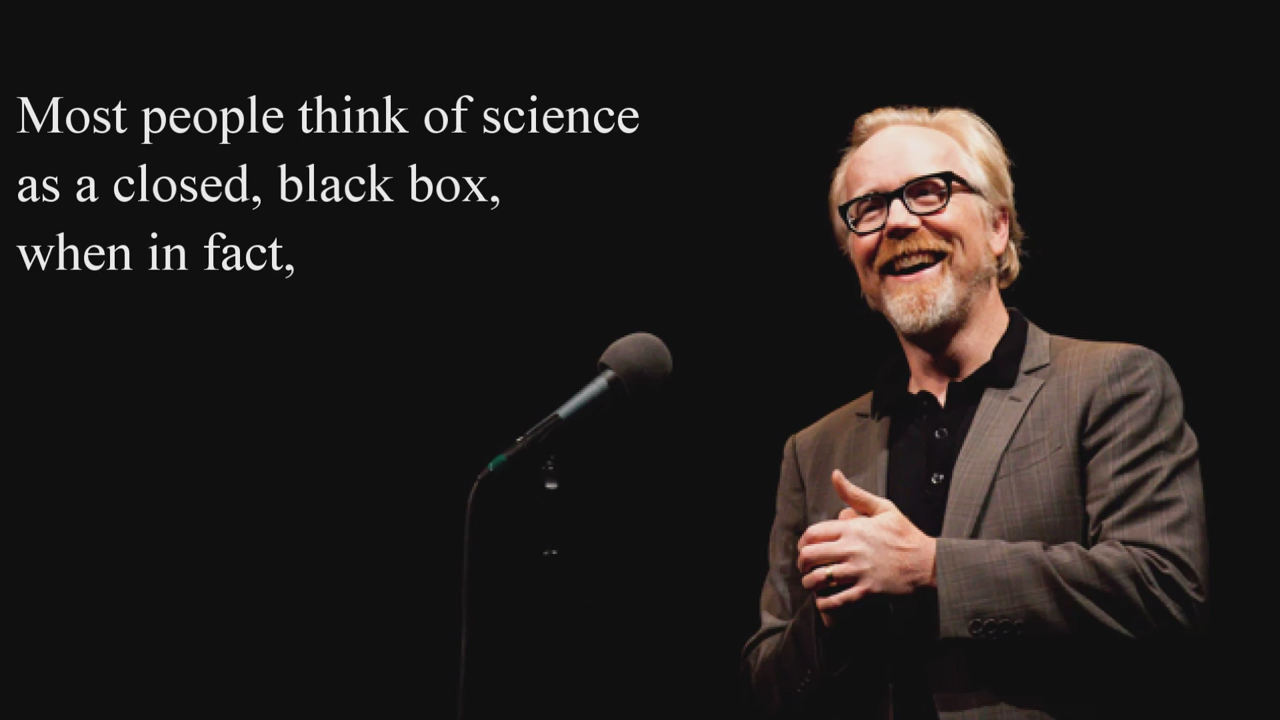 Most people think of science
as a closed, black box,
when in fact,